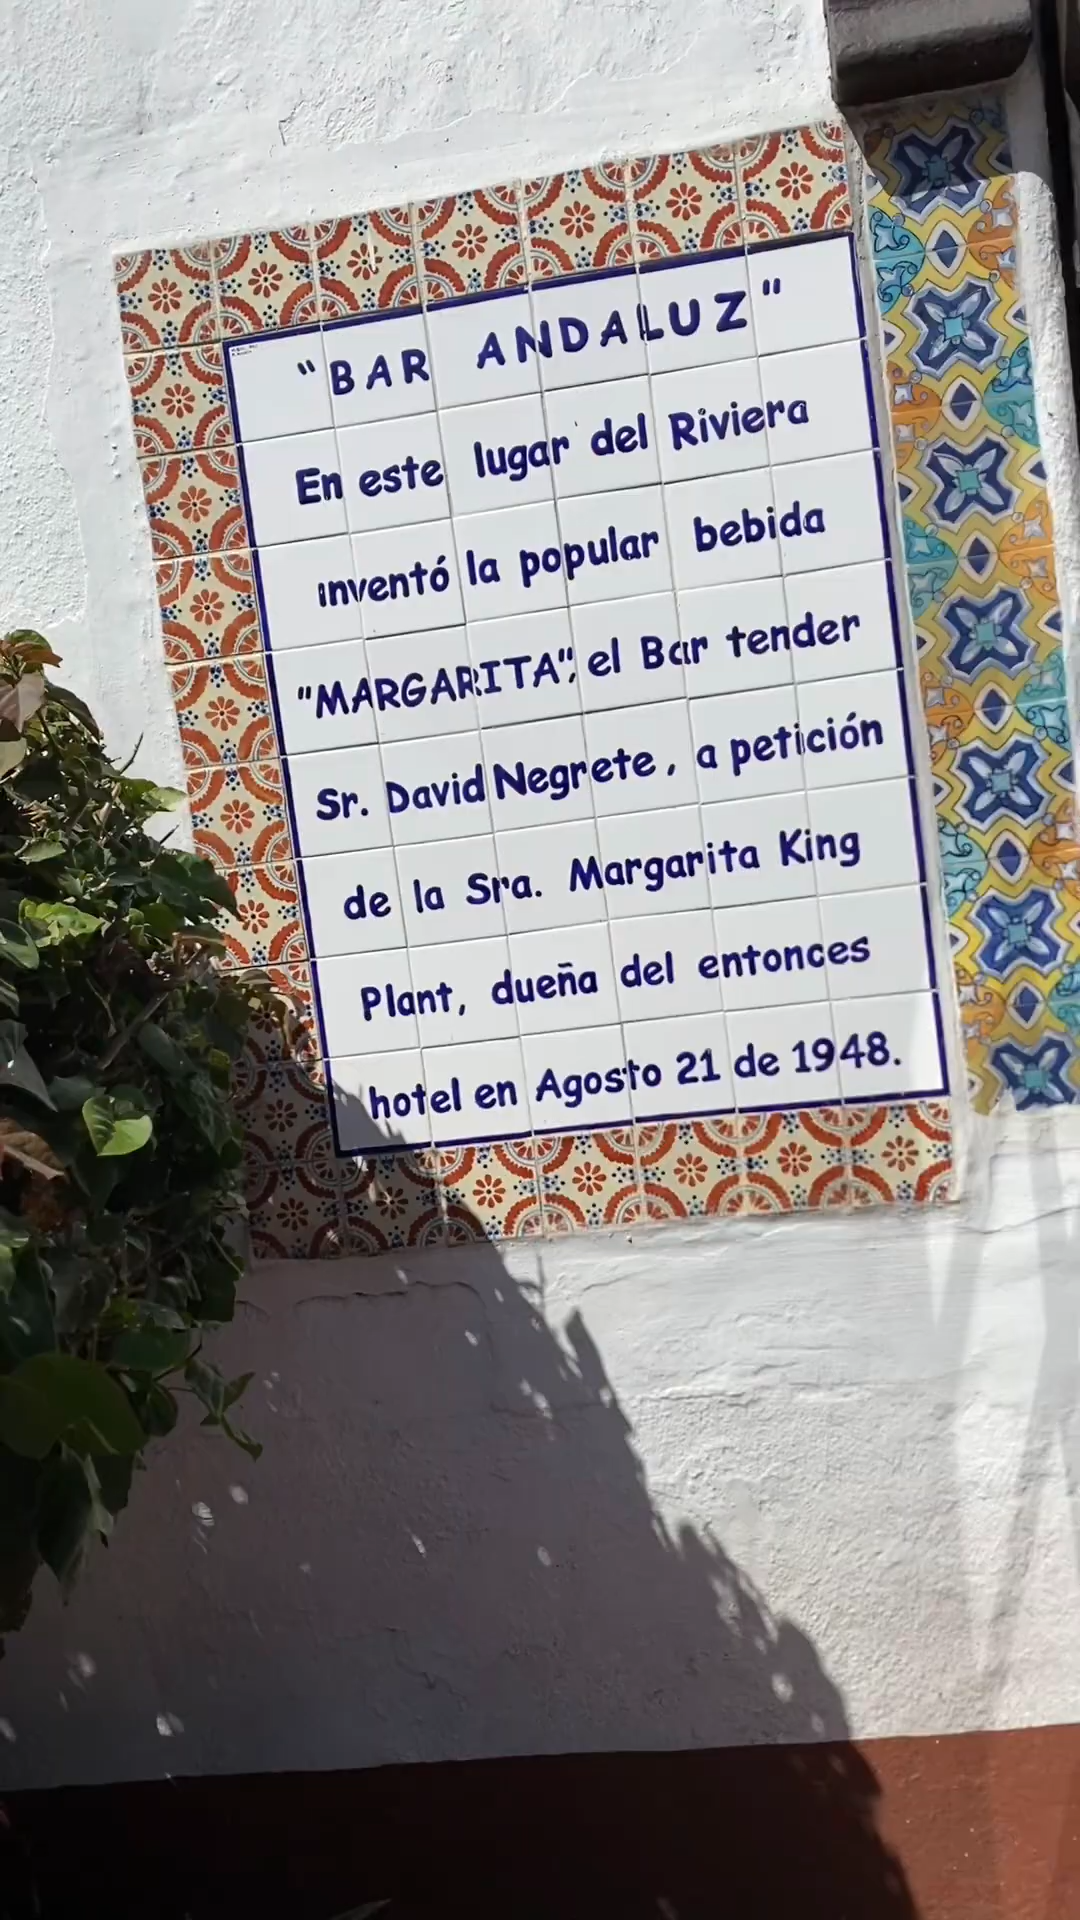 "BAR ANDALUZ"
En este lugar del Riviera
inventó la popular bebida
"MARGARITA", el Bar tender
Sr. David Negrete, a petición
de la Sra. Margarita King
Plant, dueña del entonces
hotel en Agosto 21 de 1948.